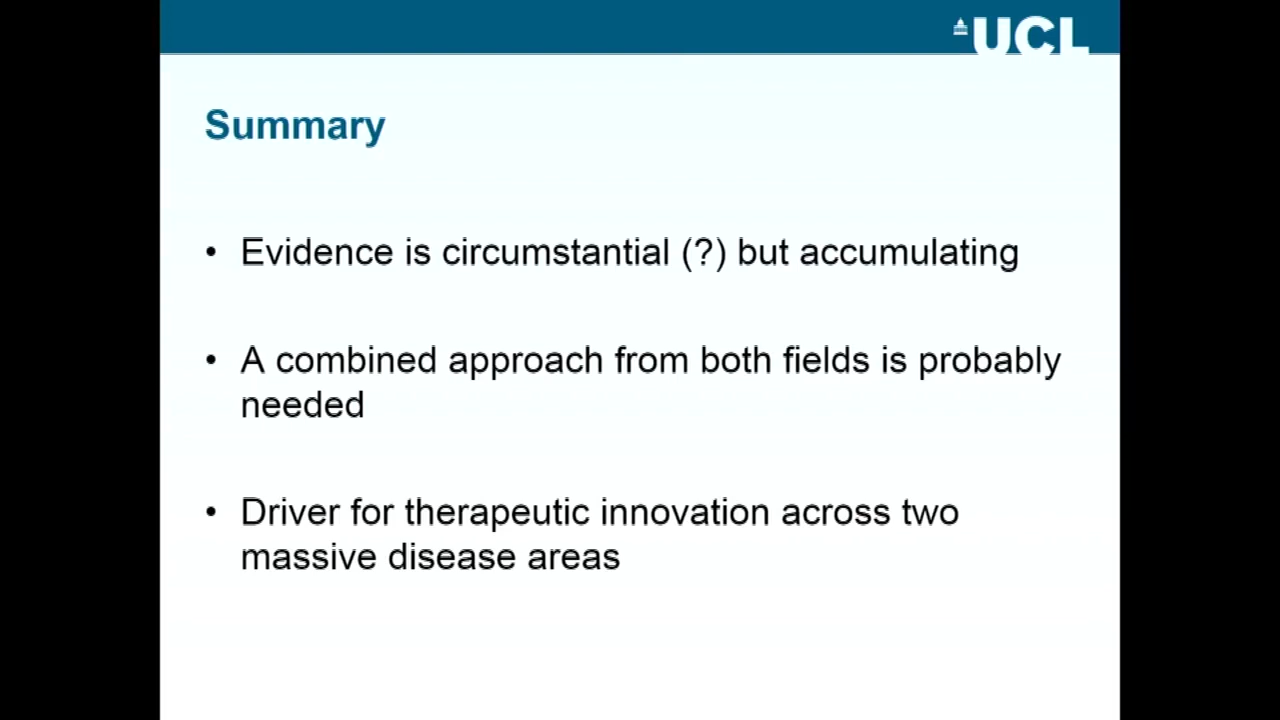 UCL
Summary
• Evidence is circumstantial (?) but accumulating
• A combined approach from both fields is probably
needed
• Driver for therapeutic innovation across two
massive disease areas